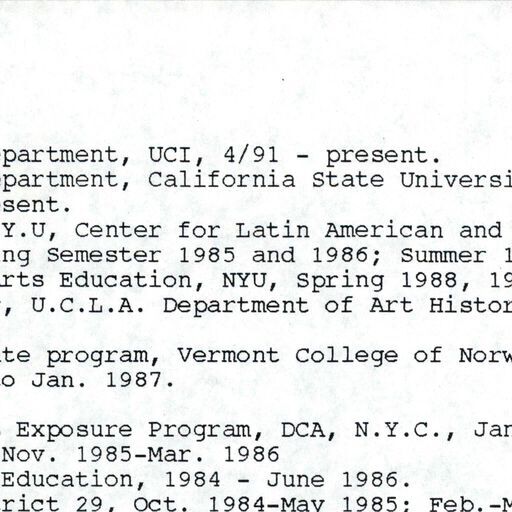 partment, UCI, 4/91 - present.
partment, California State Universi
sent.
Y.U, Center for Latin American and
ng Semester 1985 and 1986; Summer 1
rts Education, NYU, Spring 1988, 19
, U.C.L.A. Department of Art Histor
te program, Vermont College of Norw
o Jan. 1987.
Exposure Program, DCA, N.Y.C., Jan
Nov. 1985-Mar. 1986
Education, 1984 - June 1986.
rict 29, Oct. 1984-May 1985; Feb.-M